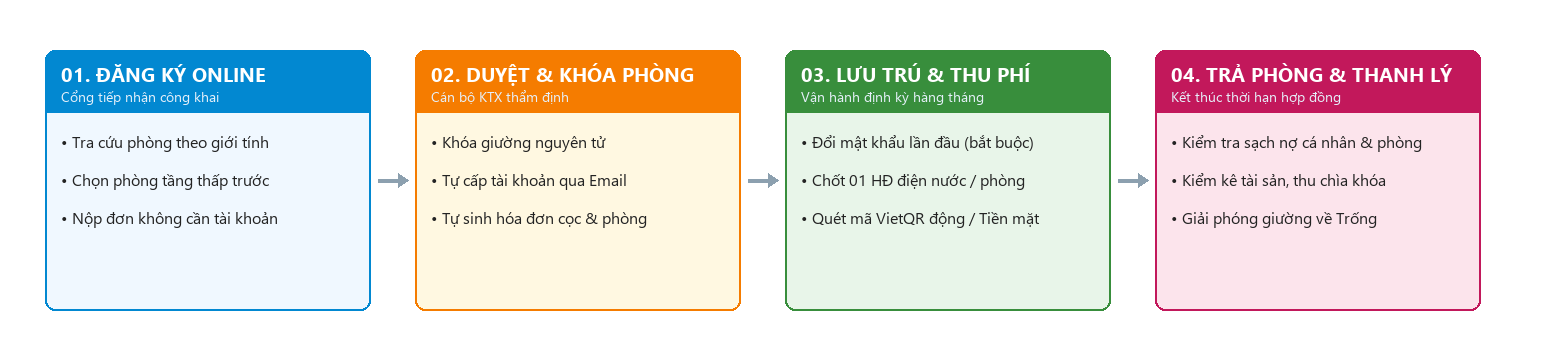 01. ĐĂNG KÝ ONLINE
Cổng tiếp nhận công khai
• Tra cứu phòng theo giới tính
• Chọn phòng tầng thấp trước
• Nộp đơn không cần tài khoản
02. DUYỆT & KHÓA PHÒNG
Cán bộ KTX thẩm định
• Khóa giường nguyên tử
• Tự cấp tài khoản qua Email
• Tự sinh hóa đơn cọc & phòng
03. LƯU TRÚ & THU PHÍ
Vận hành định kỳ hàng tháng
• Đổi mật khẩu lần đầu (bắt buộc)
• Chốt 01 HĐ điện nước / phòng
• Quét mã VietQR động / Tiền mặt
04. TRẢ PHÒNG & THANH LÝ
Kết thúc thời hạn hợp đồng
• Kiểm tra sạch nợ cá nhân & phòng
• Kiểm kê tài sản, thu chìa khóa
• Giải phóng giường về Trống